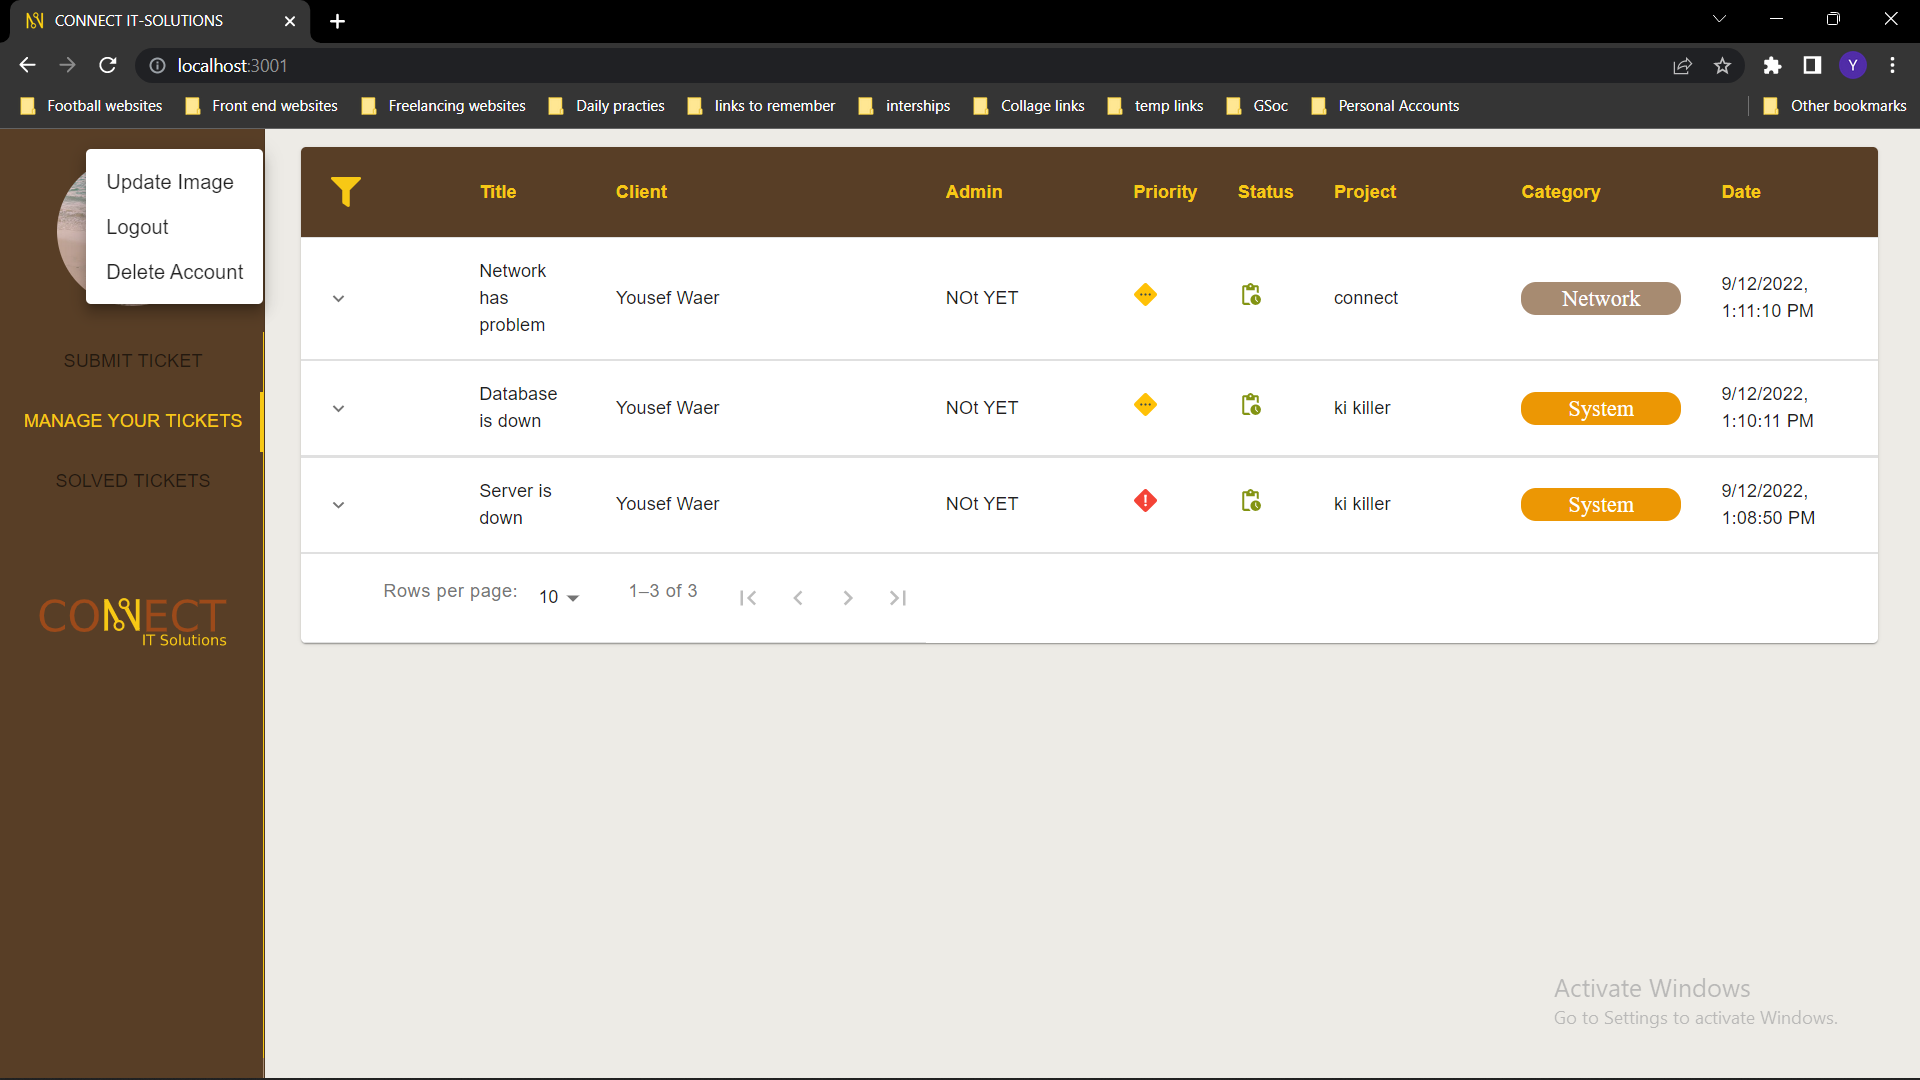 CONNECT IT-SOLUTIONS
localhost:3001
Y
Football websites
Front end websites
Freelancing websites
Daily practies
links to remember
interships
Collage links
temp links
GSoc
Personal Accounts
Other bookmarks
Update Image
Logout
Delete Account
SUBMIT TICKET
MANAGE YOUR TICKETS
SOLVED TICKETS
CONNECT
IT Solutions
Title Client Admin Priority Status Project Category Date
Network
has
problem
Yousef Waer
NOt YET
connect
Network
9/12/2022,
1:11:10 PM
Database
is down
Yousef Waer
NOt YET
ki killer
System
9/12/2022,
1:10:11 PM
Server is
down
Yousef Waer
NOt YET
ki killer
System
9/12/2022,
1:08:50 PM
Rows per page: 10 1–3 of 3
Activate Windows
Go to Settings to activate Windows.